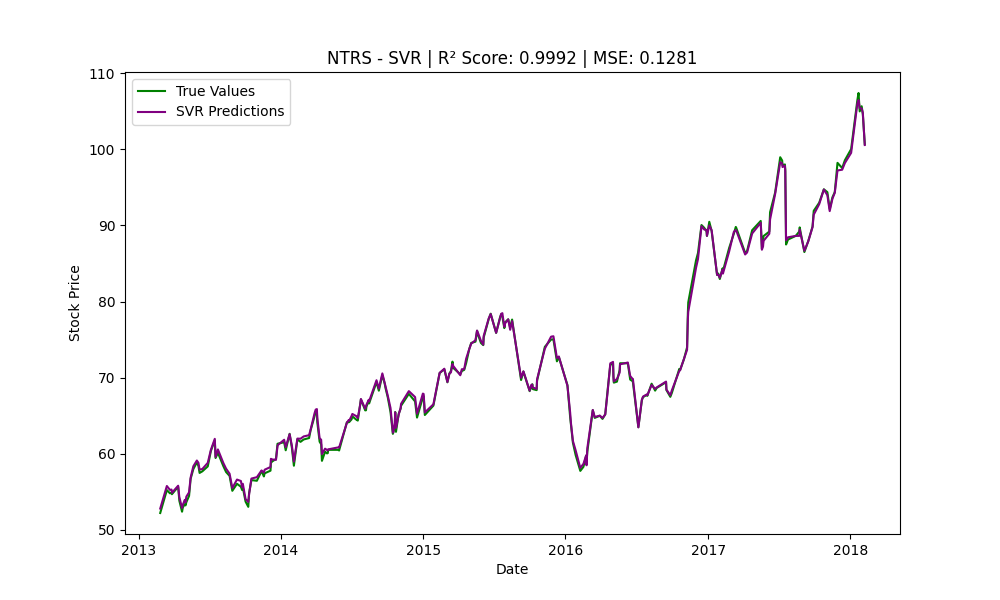 NTRS - SVR | R² Score: 0.9992 | MSE: 0.1281
True Values
SVR Predictions
110
100
90
80
70
60
50
Stock Price
2013 2014 2015 2016 2017 2018
Date